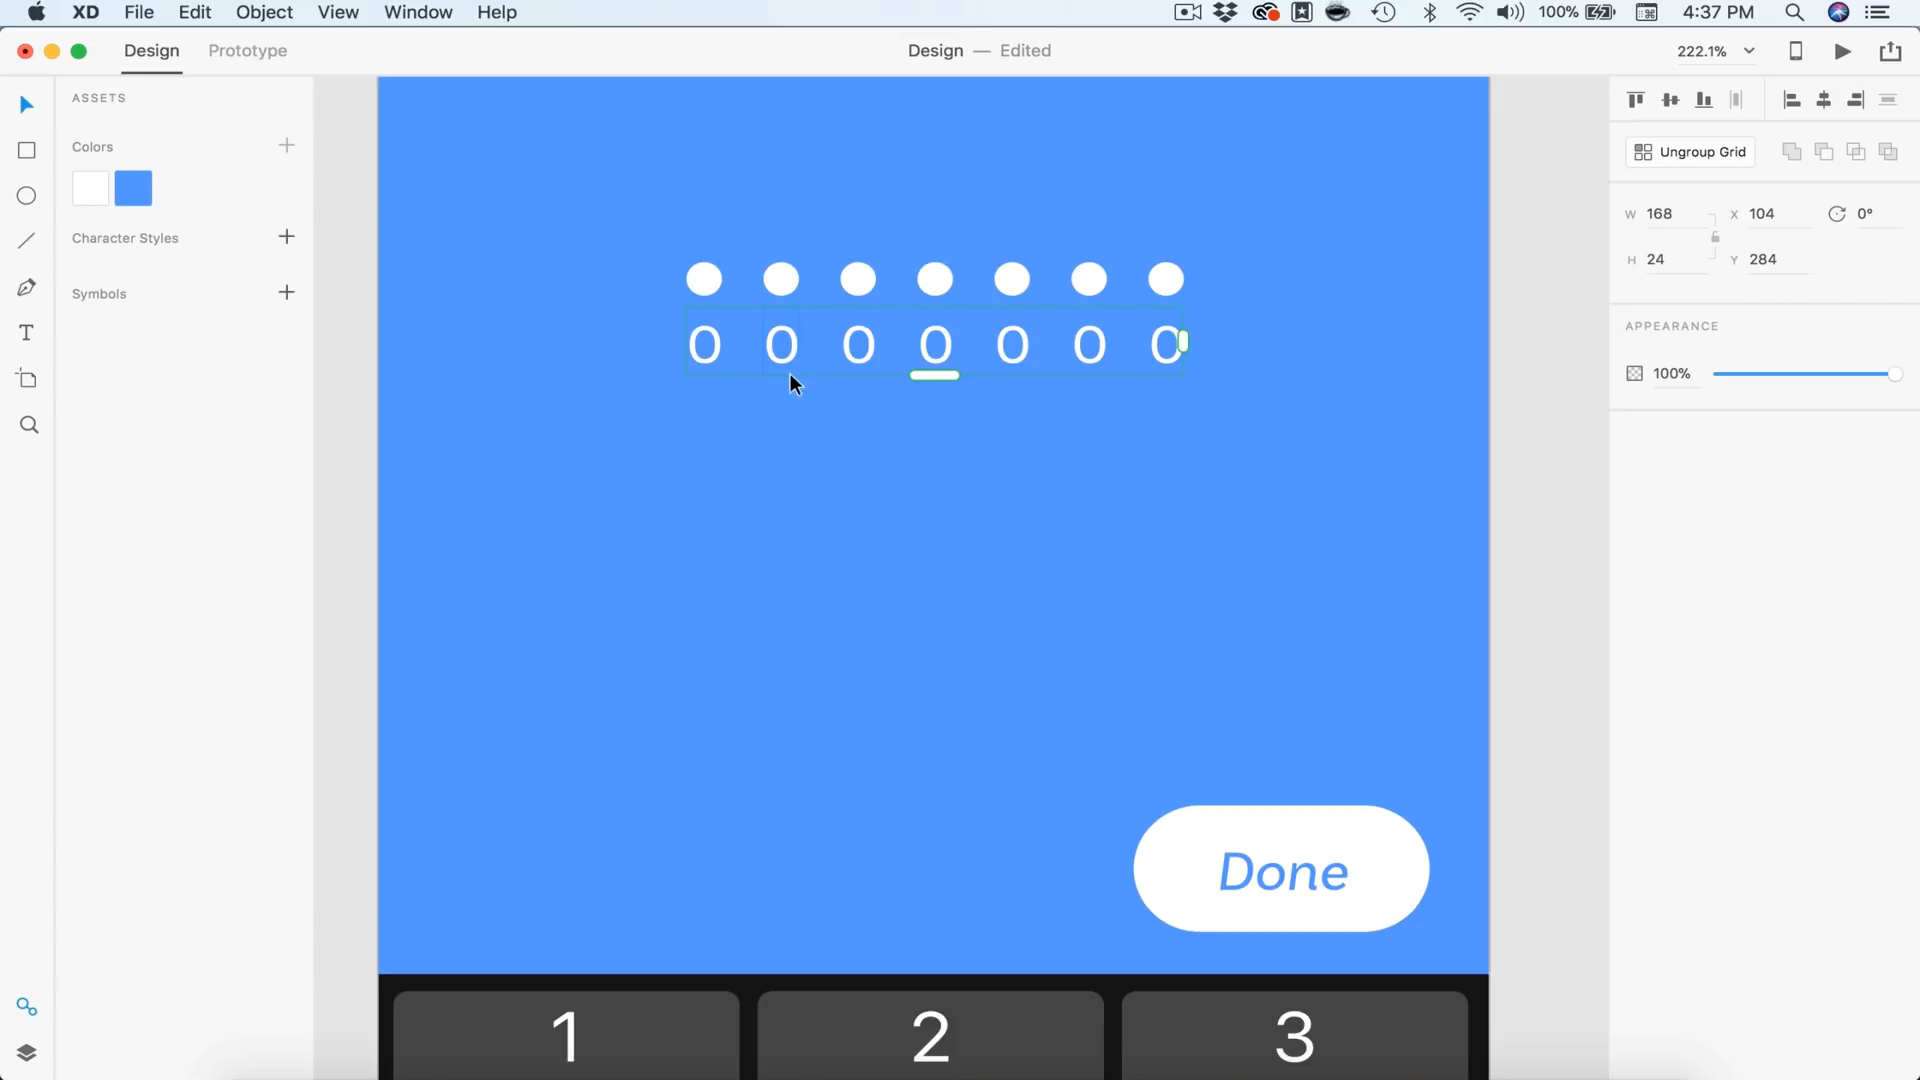 XD File Edit Object View Window Help 100% 4:37 PM
Design Prototype Design — Edited 222.1%
ASSETS
Colors
Character Styles
Symbols
T
0 0 0 0 0 0 0
Done
1 2 3
Ungroup Grid
W 168 X 104 0°
H 24 Y 284
APPEARANCE
100%